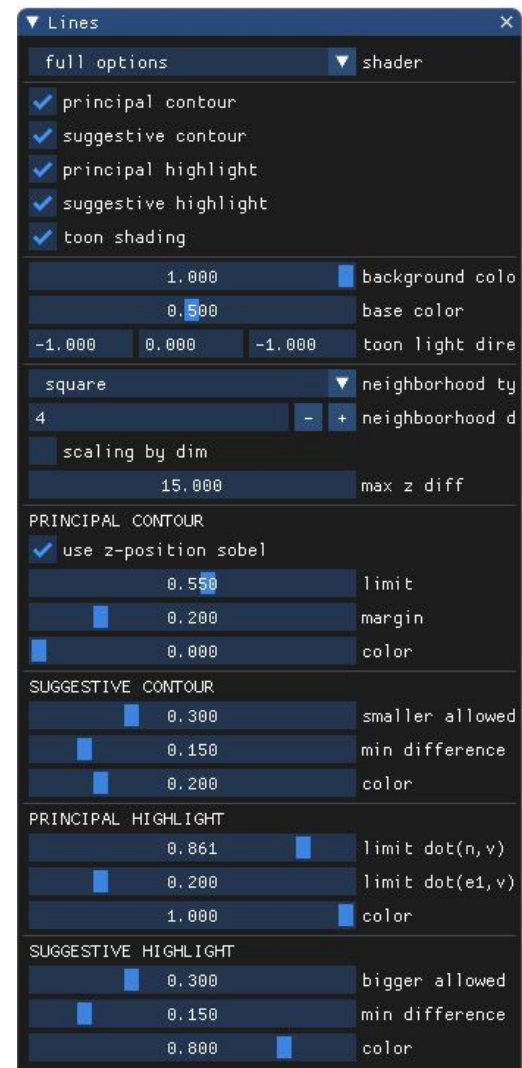 Lines
full options shader
principal contour
suggestive contour
principal highlight
suggestive highlight
toon shading
1.000 background colo
0.500 base color
-1.000 0.000 -1.000 toon light dire
square neighborhood ty
4 - + neighboorhood d
scaling by dim
15.000 max z diff
PRINCIPAL CONTOUR
use z-position sobel
0.550 limit
0.200 margin
0.000 color
SUGGESTIVE CONTOUR
0.300 smaller allowed
0.150 min difference
0.200 color
PRINCIPAL HIGHLIGHT
0.861 limit dot(n,v)
0.200 limit dot(e1,v)
1.000 color
SUGGESTIVE HIGHLIGHT
0.300 bigger allowed
0.150 min difference
0.800 color